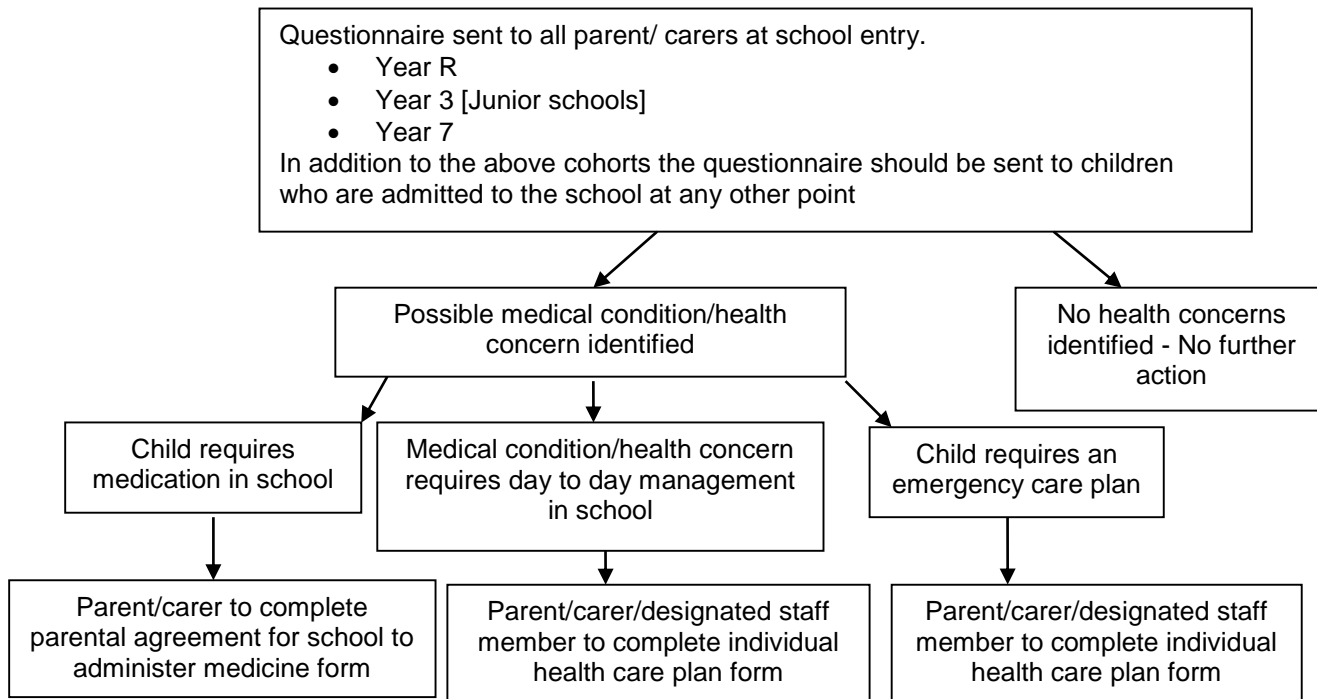 Questionnaire sent to all parent/ carers at school entry.
• Year R
• Year 3 [Junior schools]
• Year 7
In addition to the above cohorts the questionnaire should be sent to children
who are admitted to the school at any other point
Possible medical condition/health
concern identified
No health concerns
identified - No further
action
Child requires
medication in school
Medical condition/health concern
requires day to day management
in school
Child requires an
emergency care plan
Parent/carer to complete
parental agreement for school to
administer medicine form
Parent/carer/designated staff
member to complete individual
health care plan form
Parent/carer/designated staff
member to complete individual
health care plan form